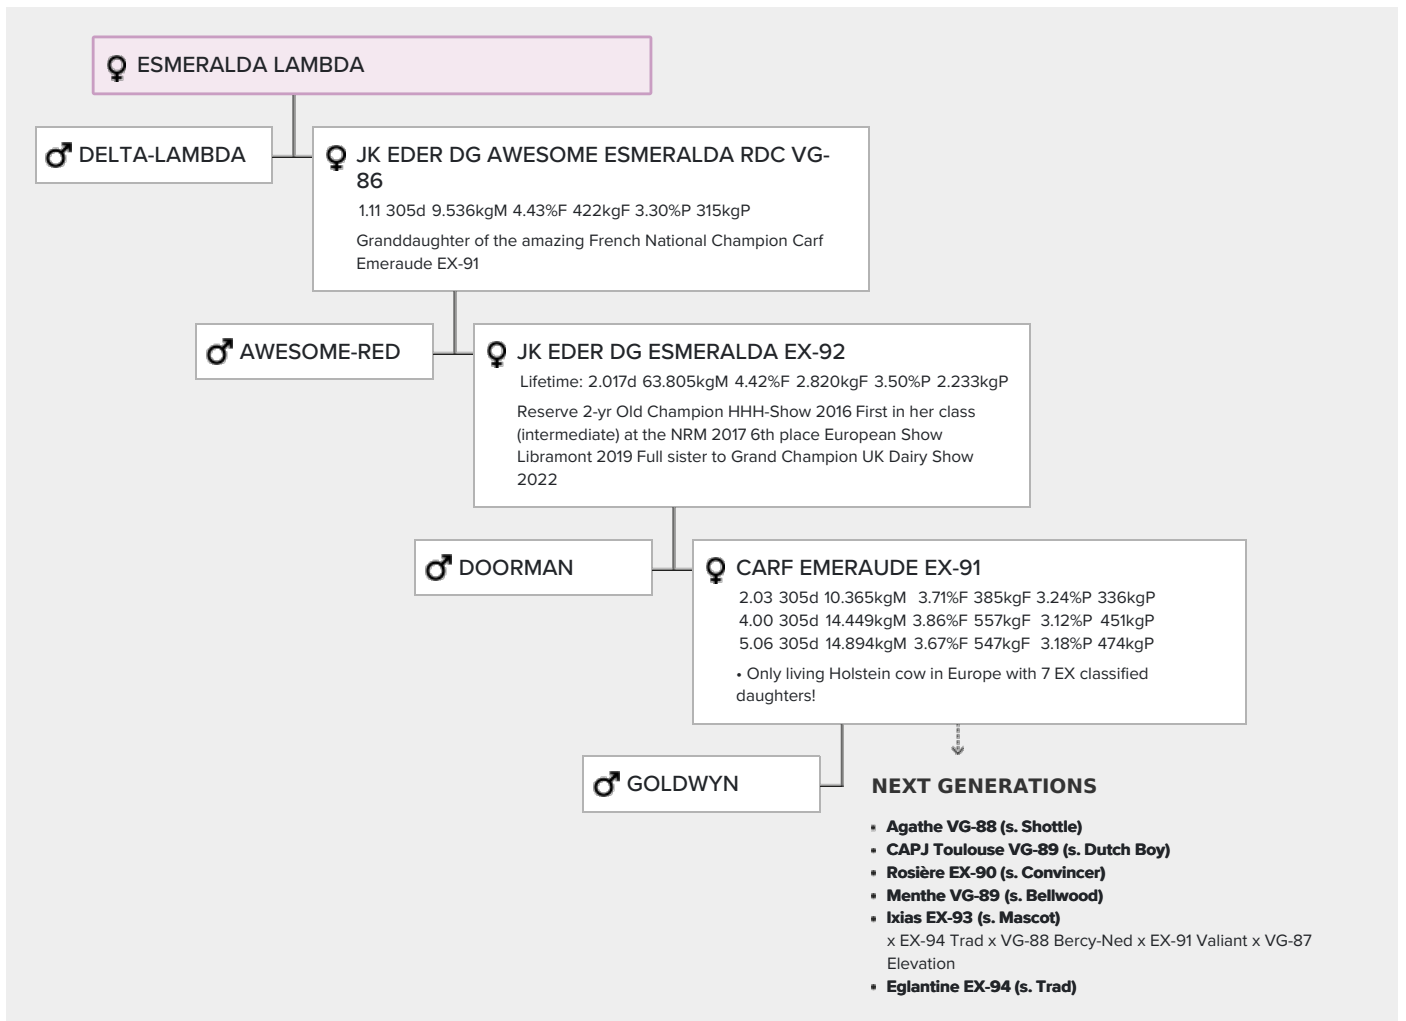 ESMERALDA LAMBDA
DELTA-LAMBDA
JK EDER DG AWESOME ESMERALDA RDC VG-
86
1.11 305d 9.536kgM 4.43%F 422kgF 3.30%P 315kgP
Granddaughter of the amazing French National Champion Carf
Emeraude EX-91
AWESOME-RED
JK EDER DG ESMERALDA EX-92
Lifetime: 2.017d 63.805kgM 4.42%F 2.820kgF 3.50%P 2.233kgP
Reserve 2-yr Old Champion HHH-Show 2016 First in her class
(intermediate) at the NRM 2017 6th place European Show
Libramont 2019 Full sister to Grand Champion UK Dairy Show
2022
DOORMAN
CARF EMERAUDE EX-91
2.03 305d 10.365kgM 3.71%F 385kgF 3.24%P 336kgP
4.00 305d 14.449kgM 3.86%F 557kgF 3.12%P 451kgP
5.06 305d 14.894kgM 3.67%F 547kgF 3.18%P 474kgP
• Only living Holstein cow in Europe with 7 EX classified
daughters!
GOLDWYN
NEXT GENERATIONS
• Agathe VG-88 (s. Shottle)
• CAPJ Toulouse VG-89 (s. Dutch Boy)
• Rosière EX-90 (s. Convincer)
• Menthe VG-89 (s. Bellwood)
• Ixias EX-93 (s. Mascot)
x EX-94 Trad x VG-88 Bercy-Ned x EX-91 Valiant x VG-87
Elevation
• Eglantine EX-94 (s. Trad)